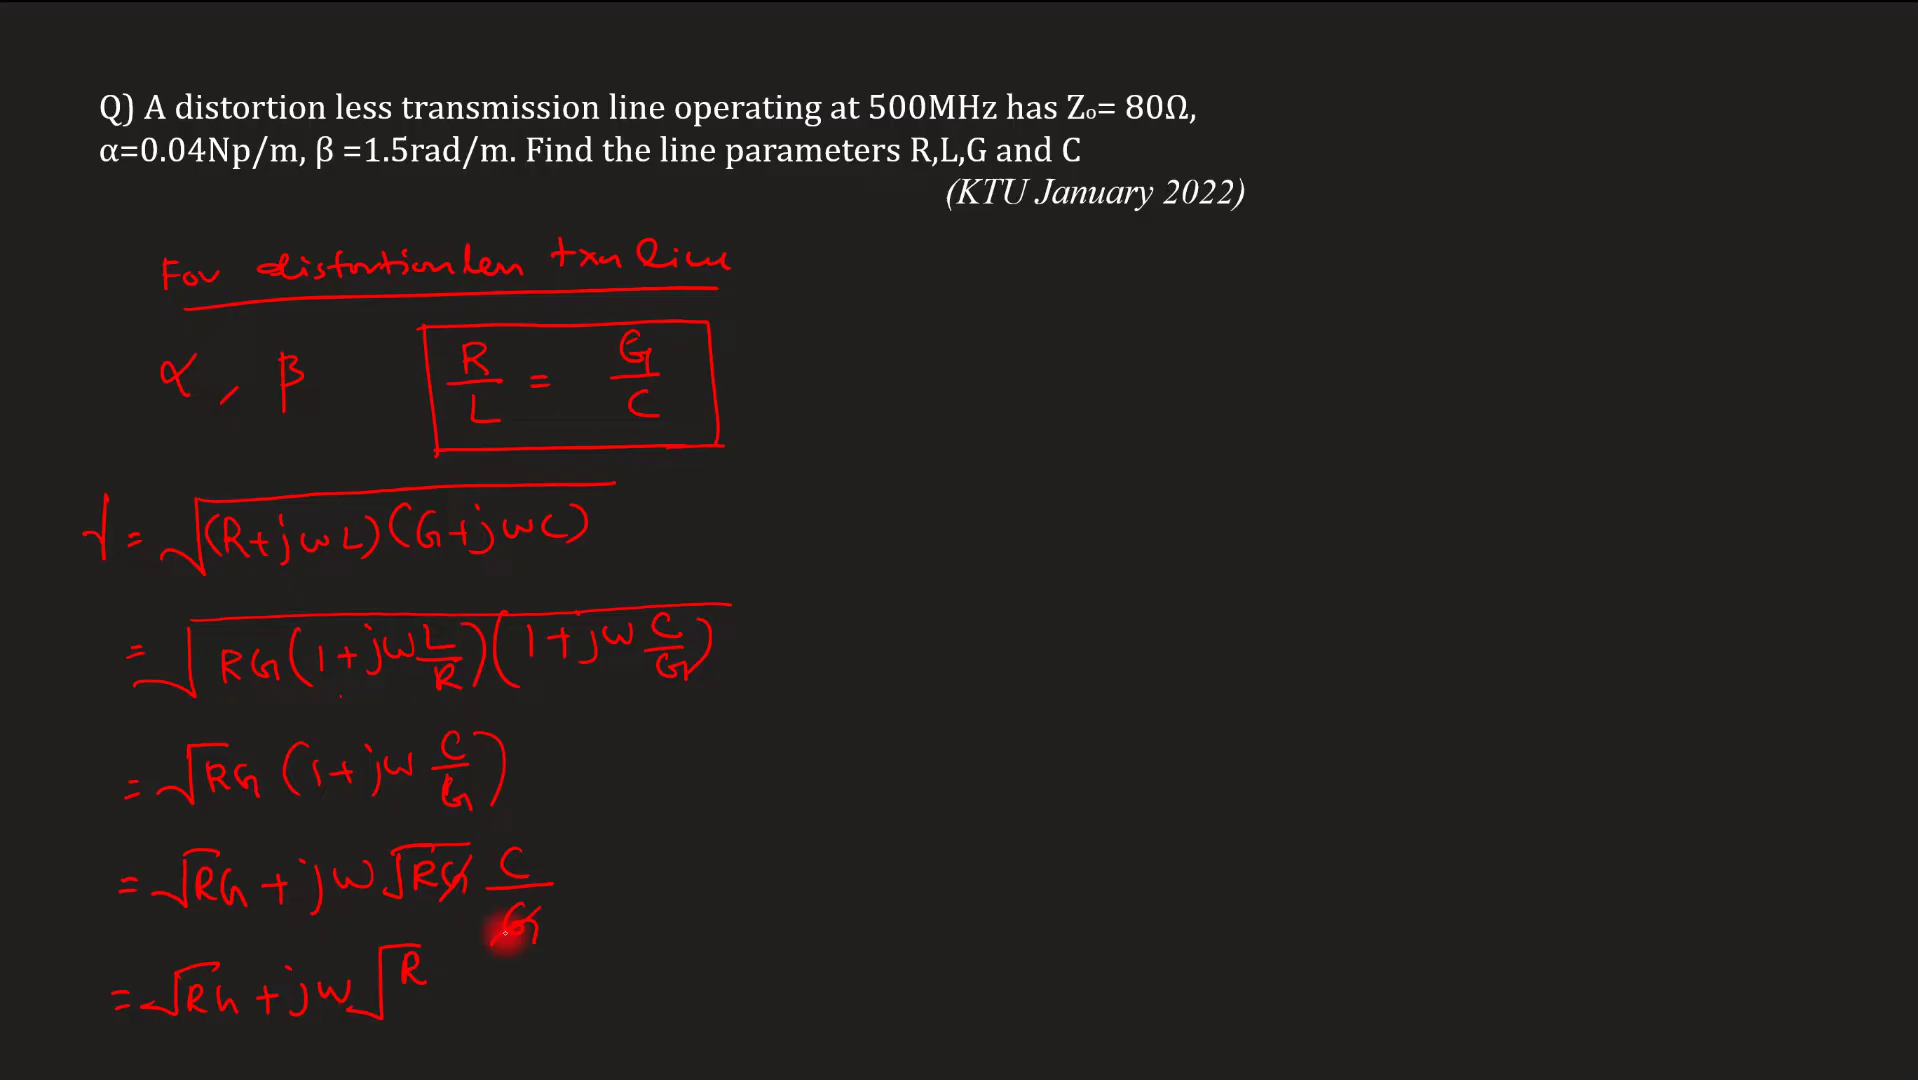 Q) A distortion less transmission line operating at 500MHz has Zₒ= 80Ω,
α=0.04Np/m, β =1.5rad/m. Find the line parameters R,L,G and C
(KTU January 2022)
For distortionless txn line
α, β R/L = G/C
γ = √((R+jωL)(G+jωC))
= √(RG(1+jωL/R)(1+jωC/G))
= √RG (1+jω C/G)
= √RG + jω √RG C/G
= √RG + jω √R